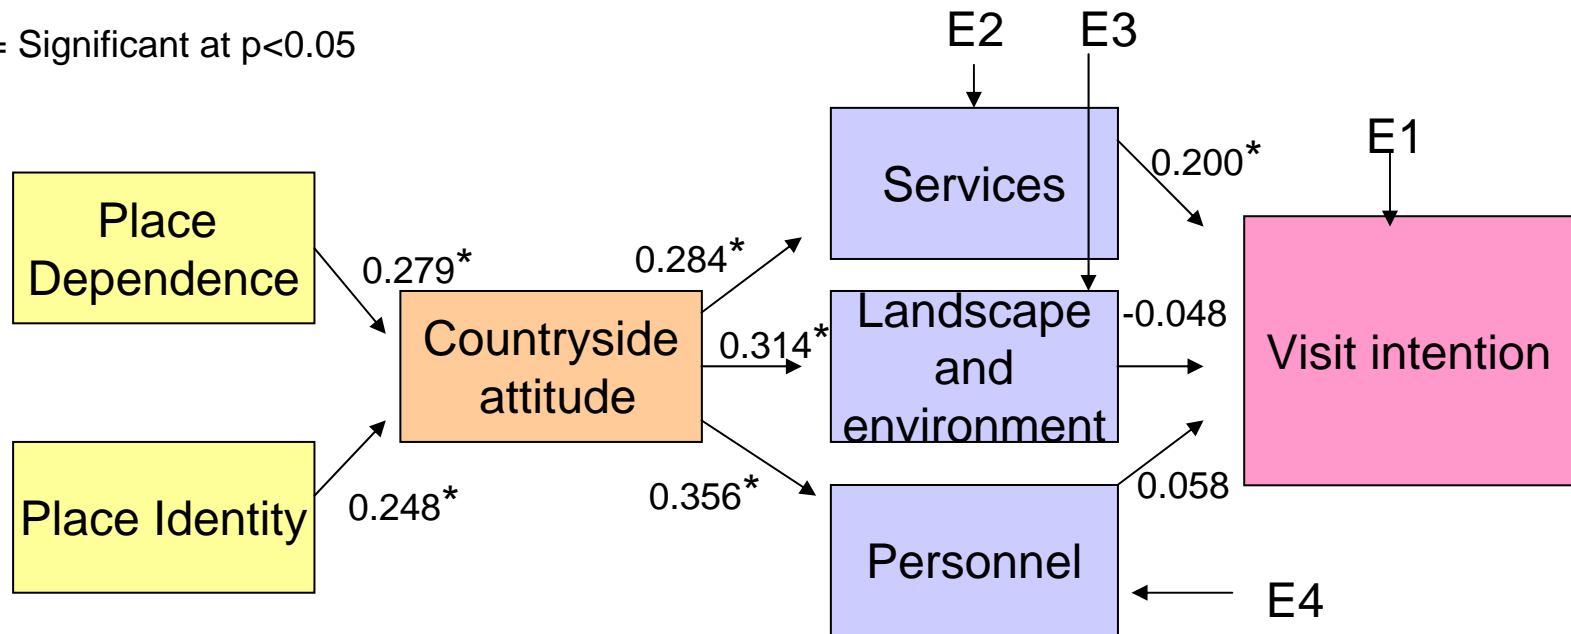 = Significant at p<0.05
E2
E3
E1
Services
0.200*
Place
Dependence
0.279*
0.284*
Countryside
attitude
0.314*
Landscape
and
environment
-0.048
Visit intention
Place Identity
0.248*
0.356*
0.058
Personnel
E4